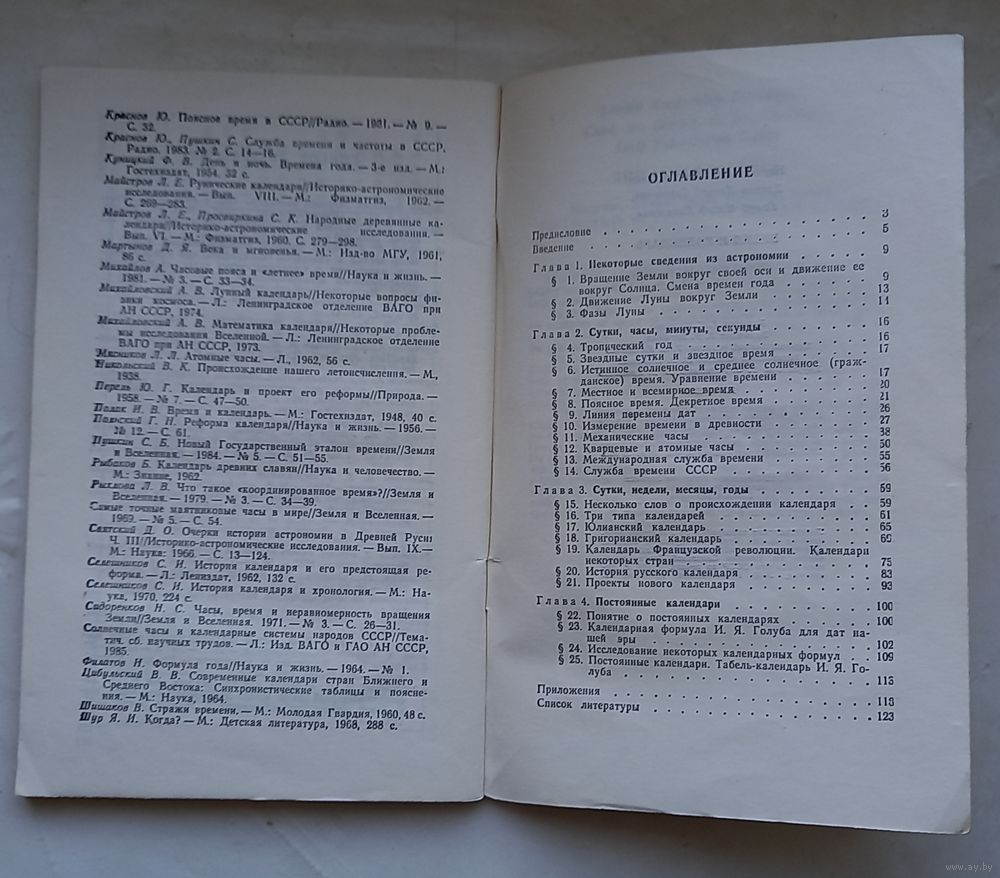 Краснов Ю. Поясное время в СССР//Радио. — 1981. — № 9. —
С. 32.
Краснов Ю., Пушкин С. Служба времени и частоты в СССР,
Радио. 1983. № 2. С. 14—16.
Куницкий Ф. В. День и ночь. Времена года. — 3-е изд. — М.:
Гостехиздат, 1954. 32 с.
Майстров Л. Е. Рунические календари//Историко-астрономические
исследования. — Вып. VIII. — М.: Физматгиз, 1962. —
С. 269—283.
Майстров Л. Е., Просвиркина С. К. Народные деревянные ка-
лендари//Историко-астрономические исследования. —
Вып. VI. — М.: Физматгиз, 1960. С. 279—298.
Мартынов Д. Я. Века и мгновенья. — М.: Изд-во МГУ, 1961,
86 с.
Михайлов А. Часовые пояса и «летнее» время//Наука и жизнь. —
1981. — № 3. — С. 33—34.
Михайловский А. В. Лунный календарь//Некоторые вопросы фи-
зики космоса. — Л.: Ленинградское отделение ВАГО при
АН СССР, 1974.
Михайловский А. В. Математика календаря//Некоторые пробле-
мы исследования Вселенной. — Л.: Ленинградское отделение
ВАГО при АН СССР, 1973.
Мясников Л. Л. Атомные часы. — Л., 1962, 56 с.
Никольский В. К. Происхождение нашего летоисчисления. — М.,
1938.
Перель Ю. Г. Календарь и проект его реформы//Природа. —
1958. — № 7. — С. 47—50.
Полак И. В. Время и календарь. — М.: Гостехиздат, 1948, 40 с.
Польский Г. Н. Реформа календаря//Наука и жизнь. — 1956. —
№ 12. — С. 61.
Пушкин С. Б. Новый Государственный эталон времени//Земля
и Вселенная. — 1984. — № 5. — С. 51—55.
Рыбаков Б. Календарь древних славян//Наука и человечество. —
М.: Знание, 1962.
Рыхлова Л. В. Что такое «координированное время»?//Земля и
Вселенная. — 1979. — № 3. — С. 34—39.
Самые точные маятниковые часы в мире//Земля и Вселенная. —
1969. — № 5. — С. 54.
Святский Д. О. Очерки истории астрономии в Древней Руси:
Ч. III//Историко-астрономические исследования. — Вып. IX. —
М.: Наука: 1966. — С. 13—124.
Селешников С. И. История календаря и его предстоящая ре-
форма. — Л.: Лениздат, 1962, 132 с.
Селешников С. И. История календаря и хронология. — М.: На-
ука, 1970, 224 с.
Сидоренков Н. С. Часы, время и неравномерность вращения
Земли//Земля и Вселенная. 1971. — № 3. — С. 26—31.
Солнечные часы и календарные системы народов СССР//Тема-
тич. сб. научных трудов. — Л.: Изд. ВАГО и ГАО АН СССР,
1985.
Филатов И. Формула года//Наука и жизнь. — 1964. — № 1.
Цыбульский В. В. Современные календари стран Ближнего и
Среднего Востока: Синхронистические таблицы и поясне-
ния. — М.: Наука, 1964.
Шишаков В. Стражи времени. — М.: Молодая Гвардия, 1960, 48 с.
Шур Я. И. Когда? — М.: Детская литература, 1968, 288 с.
ОГЛАВЛЕНИЕ
Предисловие . . . 3
Введение . . . 5
Глава 1. Некоторые сведения из астрономии . . . 9
§ 1. Вращение Земли вокруг своей оси и движение ее
вокруг Солнца. Смена времен года . . . 9
§ 2. Движение Луны вокруг Земли . . . 13
§ 3. Фазы Луны . . . 14
Глава 2. Сутки, часы, минуты, секунды . . . 16
§ 4. Тропический год . . . 16
§ 5. Звездные сутки и звездное время . . . 17
§ 6. Истинное солнечное и среднее солнечное (граж-
данское) время. Уравнение времени . . . 17
§ 7. Местное и всемирное время . . . 20
§ 8. Поясное время. Декретное время . . . 21
§ 9. Линия перемены дат . . . 26
§ 10. Измерение времени в древности . . . 27
§ 11. Механические часы . . . 38
§ 12. Кварцевые и атомные часы . . . 50
§ 13. Международная служба времени . . . 55
§ 14. Служба времени СССР . . . 56
Глава 3. Сутки, недели, месяцы, годы . . . 59
§ 15. Несколько слов о происхождении календаря . . . 59
§ 16. Три типа календарей . . . 61
§ 17. Юлианский календарь . . . 65
§ 18. Григорианский календарь . . . 69
§ 19. Календарь Французской революции. Календари
некоторых стран . . . 75
§ 20. История русского календаря . . . 83
§ 21. Проекты нового календаря . . . 93
Глава 4. Постоянные календари . . . 100
§ 22. Понятие о постоянных календарях . . . 100
§ 23. Календарная формула И. Я. Голуба для дат на-
шей эры . . . 102
§ 24. Исследование некоторых календарных формул . . . 109
§ 25. Постоянные календари. Табель-календарь И. Я. Го-
луба . . . 113
Приложения . . . 118
Список литературы . . . 123
www.ay.by